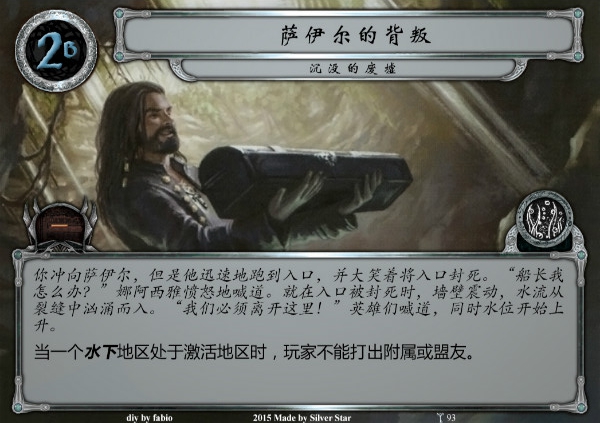 2B
萨伊尔的背叛
沉没的废墟
你冲向萨伊尔，但是他迅速地跑到入口，并大笑着将入口封死。“船长我
怎么办？”娜阿西雅愤怒地喊道。就在入口被封死时，墙壁震动，水流从
裂缝中汹涌而入。“我们必须离开这里！”英雄们喊道，同时水位开始上
升。
当一个水下地区处于激活地区时，玩家不能打出附属或盟友。
diy by fabio
2015 Made by Silver Star
93